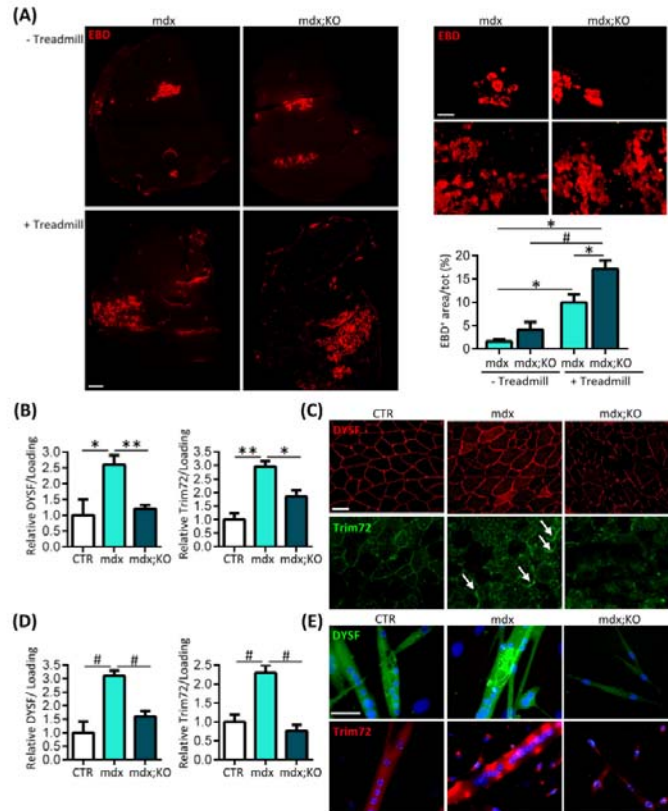 (A)
mdx mdx;KO
- Treadmill
EBD
+ Treadmill
mdx mdx;KO
EBD
* # * *
EBD⁺ area/tot (%)
20
15
10
5
0
mdx mdx;KO mdx mdx;KO
- Treadmill + Treadmill
(B)
Relative DYSF/Loading
3.0
2.5
2.0
1.5
1.0
0.5
0.0
* **
CTR mdx mdx;KO
Relative Trim72/Loading
3.5
3.0
2.5
2.0
1.5
1.0
0.5
0.0
** *
CTR mdx mdx;KO
(C)
CTR mdx mdx;KO
DYSF
Trim72
(D)
Relative DYSF/ Loading
3.5
3.0
2.5
2.0
1.5
1.0
0.5
0.0
# #
CTR mdx mdx;KO
Relative Trim72/Loading
2.5
2.0
1.5
1.0
0.5
0.0
# #
CTR mdx mdx;KO
(E)
CTR mdx mdx;KO
DYSF
Trim72